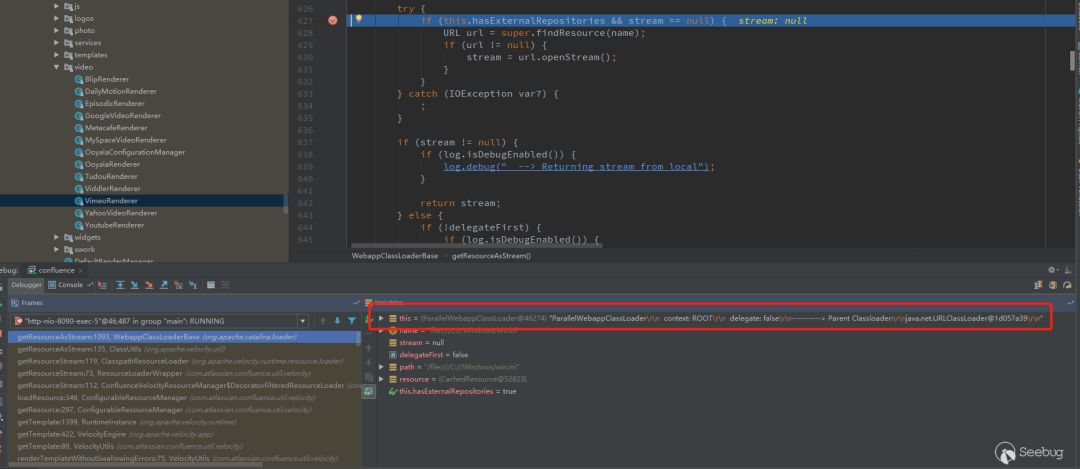 js
logos
photo
services
templates
video
BlipRenderer
DailyMotionRenderer
EpisodicRenderer
GoogleVideoRenderer
MetacafeRenderer
MySpaceVideoRenderer
OoyalaConfigurationManager
OoyalaRenderer
TudouRenderer
ViddlerRenderer
VimeoRenderer
YahooVideoRenderer
YoutubeRenderer
widgets
xwork
DefaultRenderManager
626 try {
627 if (this.hasExternalRepositories && stream == null) { stream: null
628 URL url = super.findResource(name);
629 if (url != null) {
630 stream = url.openStream();
631 }
632 }
633 } catch (IOException var7) {
634 ;
635 }
636
637 if (stream != null) {
638 if (log.isDebugEnabled()) {
639 log.debug(" --> Returning stream from local");
640 }
641
642 return stream;
643 } else {
644 if (!delegateFirst) {
645 if (log.isDebugEnabled()) {
WebappClassLoaderBase › getResourceAsStream()
ebug: confluence ×
Debugger Console
Frames
"http-nio-8090-exec-5"@46,487 in group "main": RUNNING
getResourceAsStream:1093, WebappClassLoaderBase (org.apache.catalina.loader)
getResourceAsStream:135, ClassUtils (org.apache.velocity.util)
getResourceStream:119, ClasspathResourceLoader (org.apache.velocity.runtime.resource.loader)
getResourceStream:73, ResourceLoaderWrapper (com.atlassian.confluence.util.velocity)
getResourceStream:112, ConfluenceVelocityResourceManager$DecoratorFilteredResourceLoader (co
loadResource:346, ConfigurableResourceManager (com.atlassian.confluence.util.velocity)
getResource:297, ConfigurableResourceManager (com.atlassian.confluence.util.velocity)
getTemplate:1399, RuntimeInstance (org.apache.velocity.runtime)
getTemplate:422, VelocityEngine (org.apache.velocity.app)
getTemplate:89, VelocityUtils (com.atlassian.confluence.util.velocity)
renderTemplateWithoutSwallowingErrors:75, VelocityUtils (com.atlassian.confluence.util.velocity)
Variables
this = {ParallelWebappClassLoader@46274} "ParallelWebappClassLoader\r\n context: ROOT\r\n delegate: false\r\n----------> Parent Classloader:\r\njava.net.URLClassLoader@1d057a39\r\n"
name = "file:///C://Windows/win.ini"
stream = null
delegateFirst = false
path = "/file:///C://Windows/win.ini"
resource = {CachedResource@52823}
this.hasExternalRepositories = true
Seebug